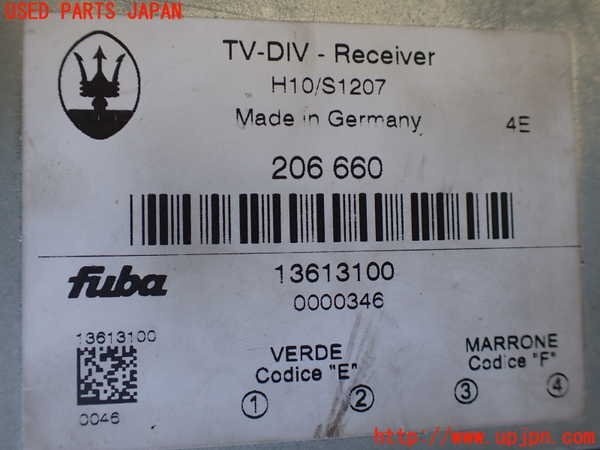 USED PARTS JAPAN
TV-DIV - Receiver
H10/S1207
Made in Germany
4E
206 660
fuba
13613100
0000346
13613100
0046
VERDE
Codice "E"
MARRONE
Codice "F"
1 2 3 4
http://www.upjpn.com/